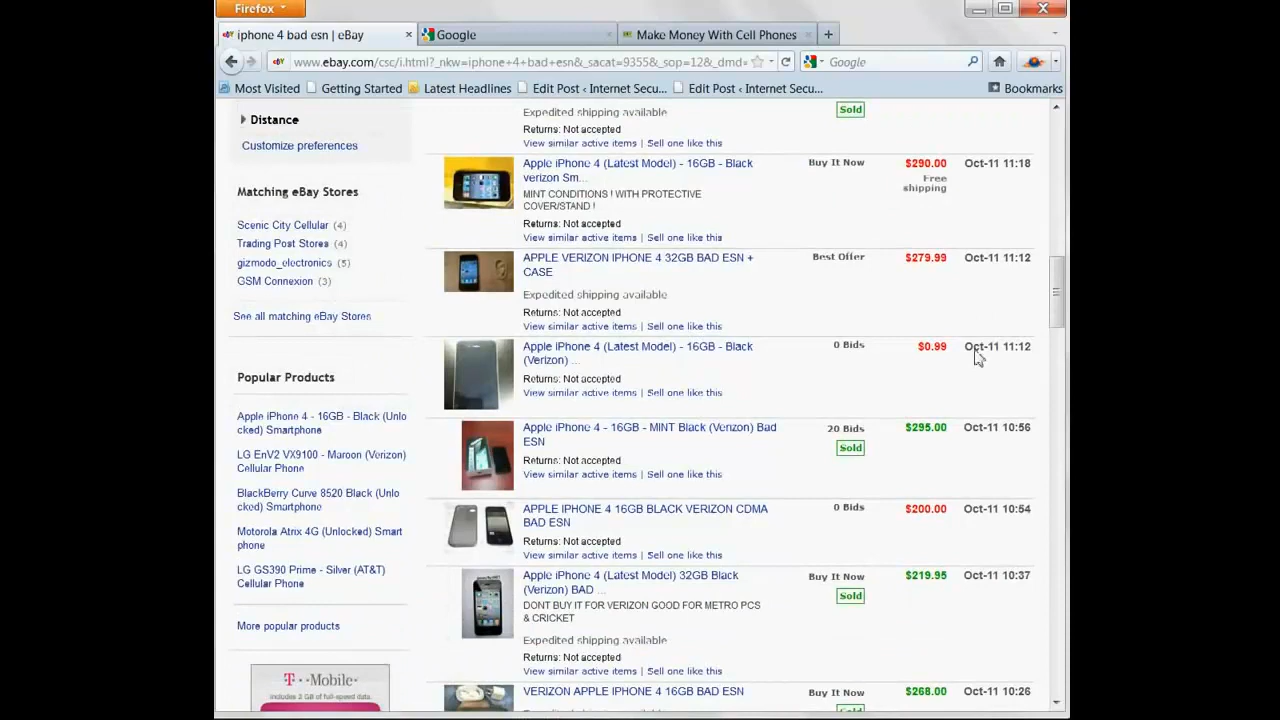 Firefox
iphone 4 bad esn | eBay
Google
Make Money With Cell Phones
www.ebay.com/csc/i.html?_nkw=iphone+4+bad+esn&_sacat=9355&_sop=12&_dmd=
Google
Most Visited
Getting Started
Latest Headlines
Edit Post ‹ Internet Secu...
Edit Post ‹ Internet Secu...
Bookmarks
Distance
Customize preferences
Matching eBay Stores
Scenic City Cellular (4)
Trading Post Stores (4)
gizmodo_electronics (5)
GSM Connexion (3)
See all matching eBay Stores
Popular Products
Apple iPhone 4 - 16GB - Black (Unlo
cked) Smartphone
LG EnV2 VX9100 - Maroon (Verizon)
Cellular Phone
BlackBerry Curve 8520 Black (Unlo
cked) Smartphone
Motorola Atrix 4G (Unlocked) Smart
phone
LG GS390 Prime - Silver (AT&T)
Cellular Phone
More popular products
T··Mobile·
includes 2 GB of full-speed data.
Expedited shipping available
Sold
Returns: Not accepted
View similar active items | Sell one like this
Apple iPhone 4 (Latest Model) - 16GB - Black
verizon Sm...
Buy It Now
$290.00
Oct-11 11:18
Free
shipping
MINT CONDITIONS ! WITH PROTECTIVE
COVER/STAND !
Returns: Not accepted
View similar active items | Sell one like this
APPLE VERIZON IPHONE 4 32GB BAD ESN +
CASE
Best Offer
$279.99
Oct-11 11:12
Expedited shipping available
Returns: Not accepted
View similar active items | Sell one like this
Apple iPhone 4 (Latest Model) - 16GB - Black
(Verizon) ...
0 Bids
$0.99
Oct-11 11:12
Returns: Not accepted
View similar active items | Sell one like this
Apple iPhone 4 - 16GB - MINT Black (Verizon) Bad
ESN
20 Bids
$295.00
Oct-11 10:56
Sold
Returns: Not accepted
View similar active items | Sell one like this
APPLE IPHONE 4 16GB BLACK VERIZON CDMA
BAD ESN
0 Bids
$200.00
Oct-11 10:54
Returns: Not accepted
View similar active items | Sell one like this
Apple iPhone 4 (Latest Model) 32GB Black
(Verizon) BAD ...
Buy It Now
$219.95
Oct-11 10:37
Sold
DONT BUY IT FOR VERIZON GOOD FOR METRO PCS
& CRICKET
Expedited shipping available
Returns: Not accepted
View similar active items | Sell one like this
VERIZON APPLE IPHONE 4 16GB BAD ESN
Buy It Now
$268.00
Oct-11 10:26
Sold